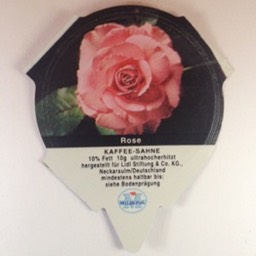 Rose
KAFFEE-SAHNE
10% Fett 10g ultrahocherhitzt
hergestellt für Lidl Stiftung & Co. KG.,
Neckarsulm/Deutschland
mindestens haltbar bis:
siehe Bodenprägung
MILBONA